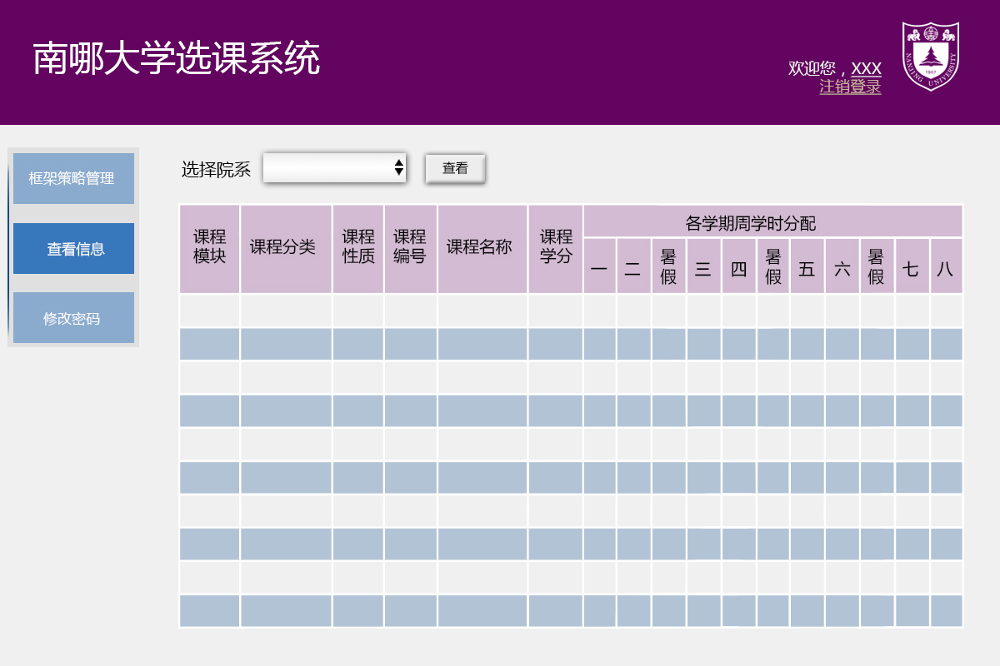 南哪大学选课系统
欢迎您，XXX
注销登录
NANJING UNIVERSITY
1902
框架策略管理
查看信息
修改密码
选择院系
查看
课程
模块
课程分类
课程
性质
课程
编号
课程名称
课程
学分
各学期周学时分配
一
二
暑
假
三
四
暑
假
五
六
暑
假
七
八